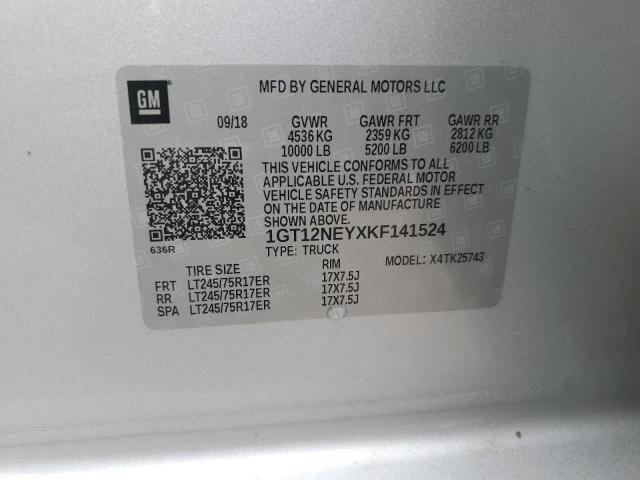 GM
MFD BY GENERAL MOTORS LLC
09/18 GVWR GAWR FRT GAWR RR
4536 KG 2359 KG 2812 KG
10000 LB 5200 LB 6200 LB
THIS VEHICLE CONFORMS TO ALL
APPLICABLE U.S. FEDERAL MOTOR
VEHICLE SAFETY STANDARDS IN EFFECT
ON THE DATE OF MANUFACTURE
SHOWN ABOVE.
636R
1GT12NEYXKF141524
TYPE: TRUCK MODEL: X4TK25743
TIRE SIZE RIM
FRT LT245/75R17ER 17X7.5J
RR LT245/75R17ER 17X7.5J
SPA LT245/75R17ER 17X7.5J